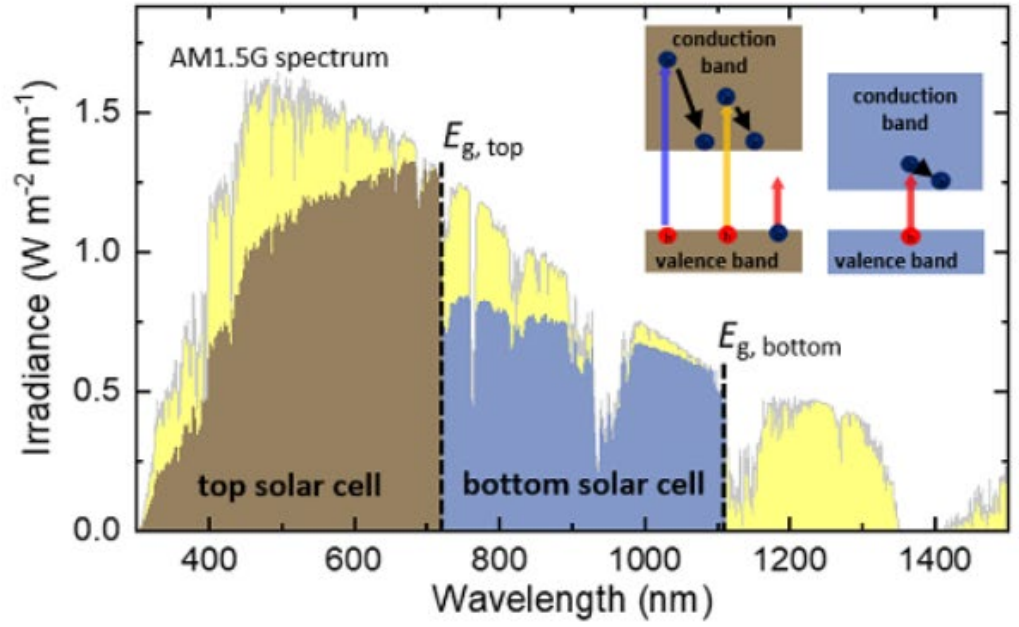 AM1.5G spectrum
E_g, top
E_g, bottom
top solar cell
bottom solar cell
conduction
band
valence band
conduction
band
valence band
Irradiance (W m⁻² nm⁻¹)
1.5
1.0
0.5
0.0
400
600
800
1000
1200
1400
Wavelength (nm)